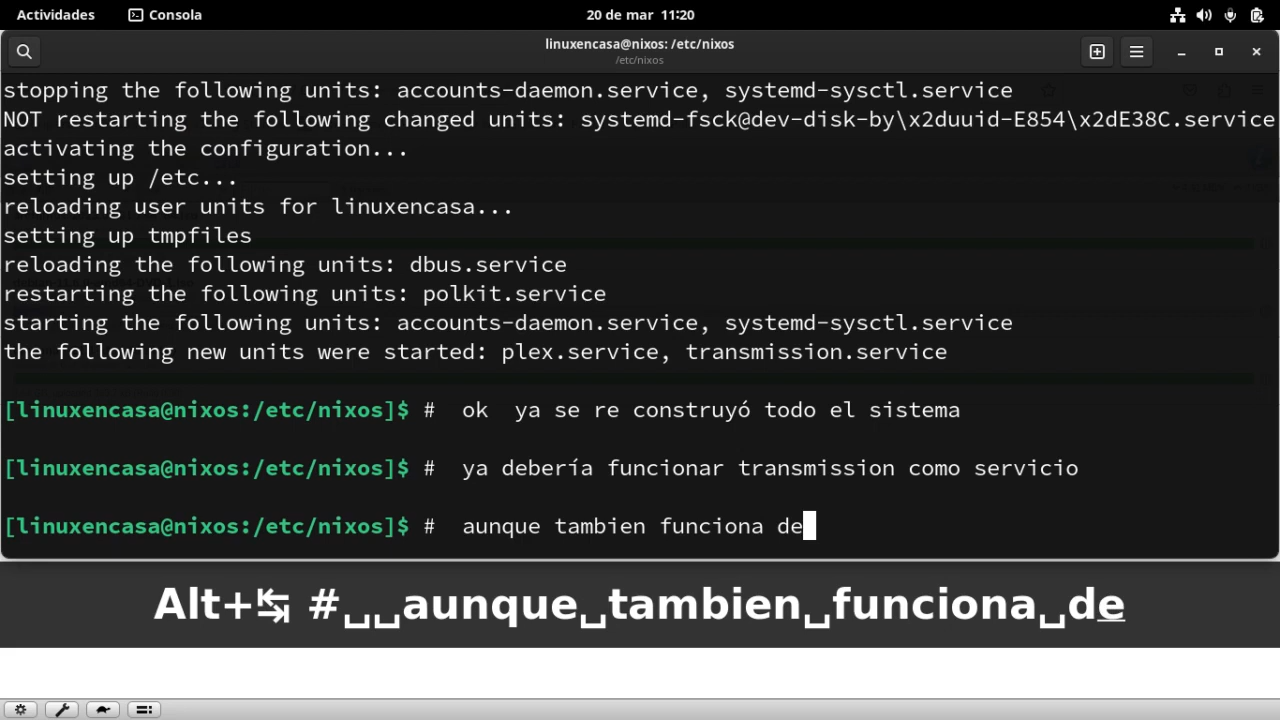 Actividades Consola 20 de mar 11:20
linuxencasa@nixos: /etc/nixos
/etc/nixos
stopping the following units: accounts-daemon.service, systemd-sysctl.service
NOT restarting the following changed units: systemd-fsck@dev-disk-by\x2duuid-E854\x2dE38C.service
activating the configuration...
setting up /etc...
reloading user units for linuxencasa...
setting up tmpfiles
reloading the following units: dbus.service
restarting the following units: polkit.service
starting the following units: accounts-daemon.service, systemd-sysctl.service
the following new units were started: plex.service, transmission.service
[linuxencasa@nixos:/etc/nixos]$ #  ok  ya se re construyó todo el sistema
[linuxencasa@nixos:/etc/nixos]$ #  ya debería funcionar transmission como servicio
[linuxencasa@nixos:/etc/nixos]$ #  aunque tambien funciona de
Alt+↹ #␣␣aunque␣tambien␣funciona␣de